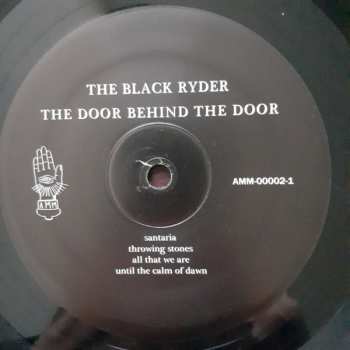 THE BLACK RYDER
THE DOOR BEHIND THE DOOR
AMM
AMM-00002-1
santaria
throwing stones
all that we are
until the calm of dawn